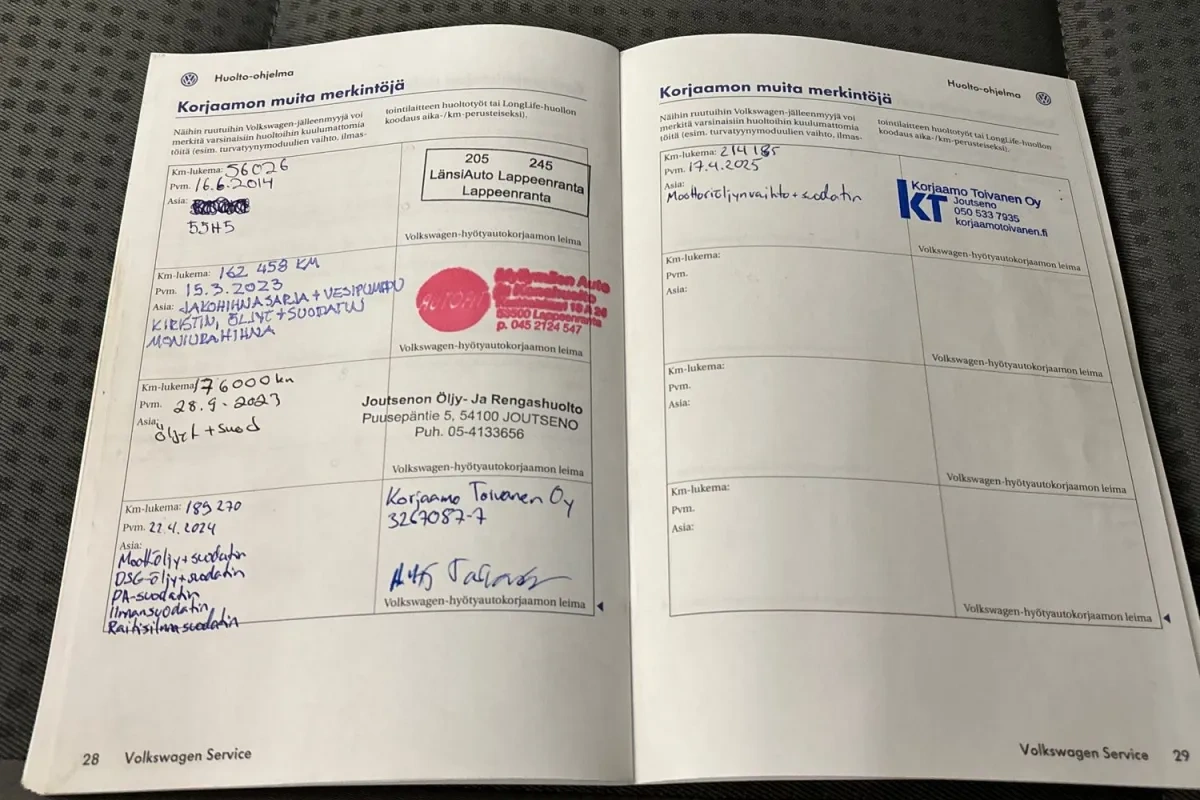 Huolto-ohjelma
Korjaamon muita merkintöjä
Näihin ruutuihin Volkswagen-jälleenmyyjä voi
merkitä varsinaisiin huoltoihin kuulumattomia
töitä (esim. turvatyynymoduulien vaihto, ilmas-
tointilaitteen huoltotyöt tai LongLife-huollon
koodaus aika-/km-perusteiseksi).
Km-lukema: 56026
Pvm. 16.6.2014
Asia:
55H5
205 245
LänsiAuto Lappeenranta
Lappeenranta
Volkswagen-hyötyautokorjaamon leima
Km-lukema: 162 458 KM
Pvm. 15.3.2023
Asia: JAKOHIHNASARJA + VESIPUMPPU
KIRISTIN, ÖLJYT + SUODATUS
MONIURAHIHNA
AUTOFIT
Auto
53500 Lappeenranta
p. 045 2124 547
Volkswagen-hyötyautokorjaamon leima
Km-lukema: 176000 km
Pvm. 28.9.2023
Asia: Öljyt + suod
Joutsenon Öljy- Ja Rengashuolto
Puusepäntie 5, 54100 JOUTSENO
Puh. 05-4133656
Volkswagen-hyötyautokorjaamon leima
Km-lukema: 189270
Pvm. 22.4.2024
Asia:
Moott.öljy+suodatin
DSG-öljy+suodatin
PA-suodatin
Ilmansuodatin
Raitisilmasuodatin
Korjaamo Toivanen Oy
3267087-7
Volkswagen-hyötyautokorjaamon leima
28 Volkswagen Service
Huolto-ohjelma
Korjaamon muita merkintöjä
Näihin ruutuihin Volkswagen-jälleenmyyjä voi
merkitä varsinaisiin huoltoihin kuulumattomia
töitä (esim. turvatyynymoduulien vaihto, ilmas-
tointilaitteen huoltotyöt tai LongLife-huollon
koodaus aika-/km-perusteiseksi).
Km-lukema: 214185
Pvm. 17.4.2025
Asia:
Moottoriöljynvaihto+suodatin
KT
Korjaamo Toivanen Oy
Joutseno
050 533 7935
korjaamotoivanen.fi
Volkswagen-hyötyautokorjaamon leima
Km-lukema:
Pvm.
Asia:
Volkswagen-hyötyautokorjaamon leima
Km-lukema:
Pvm.
Asia:
Volkswagen-hyötyautokorjaamon leima
Km-lukema:
Pvm.
Asia:
Volkswagen-hyötyautokorjaamon leima
Volkswagen Service 29